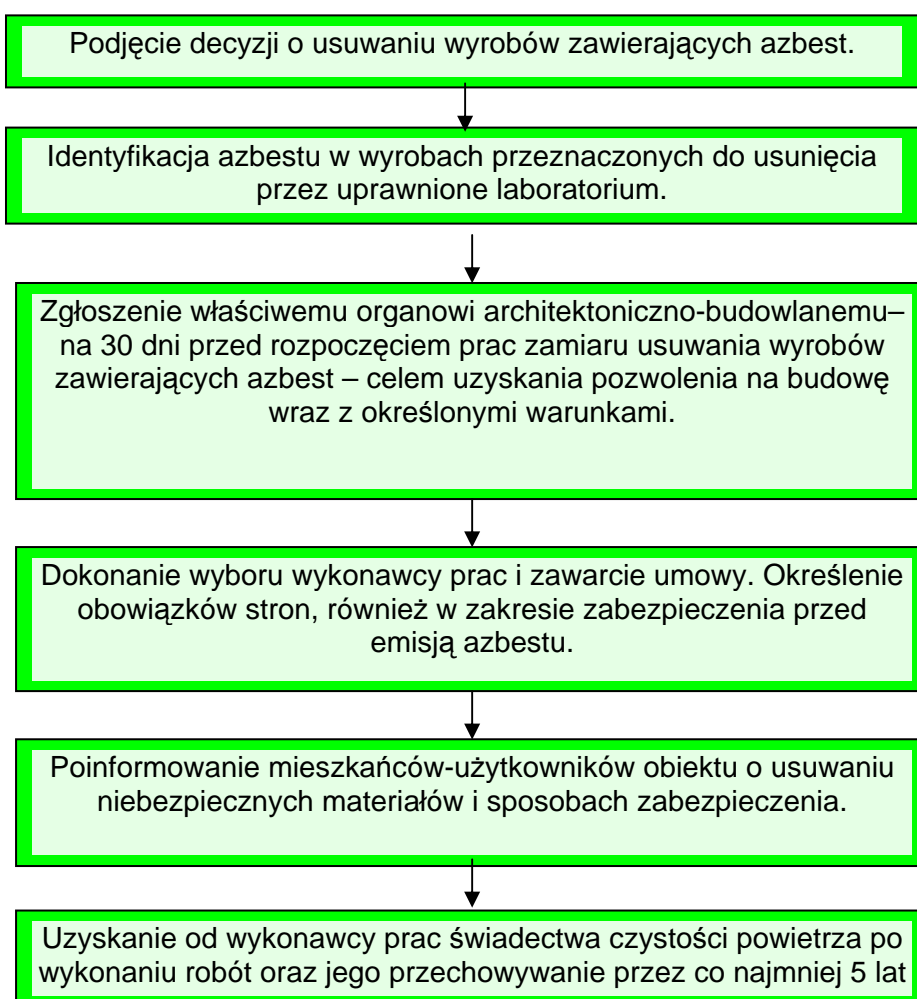 Podjęcie decyzji o usuwaniu wyrobów zawierających azbest.
Identyfikacja azbestu w wyrobach przeznaczonych do usunięcia
przez uprawnione laboratorium.
Zgłoszenie właściwemu organowi architektoniczno-budowlanemu–
na 30 dni przed rozpoczęciem prac zamiaru usuwania wyrobów
zawierających azbest – celem uzyskania pozwolenia na budowę
wraz z określonymi warunkami.
Dokonanie wyboru wykonawcy prac i zawarcie umowy. Określenie
obowiązków stron, również w zakresie zabezpieczenia przed
emisją azbestu.
Poinformowanie mieszkańców-użytkowników obiektu o usuwaniu
niebezpiecznych materiałów i sposobach zabezpieczenia.
Uzyskanie od wykonawcy prac świadectwa czystości powietrza po
wykonaniu robót oraz jego przechowywanie przez co najmniej 5 lat